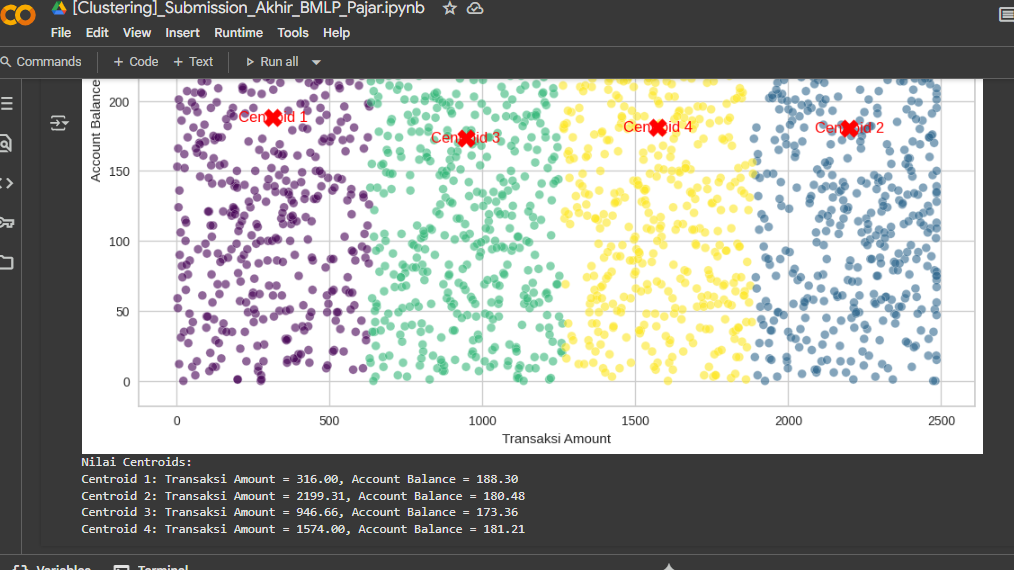 [Clustering]_Submission_Akhir_BMLP_Pajar.ipynb
File Edit View Insert Runtime Tools Help
Commands + Code + Text Run all
Account Balance
200
150
100
50
0
Centroid 1
Centroid 3
Centroid 4
Centroid 2
0 500 1000 1500 2000 2500
Transaksi Amount
Nilai Centroids:
Centroid 1: Transaksi Amount = 316.00, Account Balance = 188.30
Centroid 2: Transaksi Amount = 2199.31, Account Balance = 180.48
Centroid 3: Transaksi Amount = 946.66, Account Balance = 173.36
Centroid 4: Transaksi Amount = 1574.00, Account Balance = 181.21
Variables Terminal